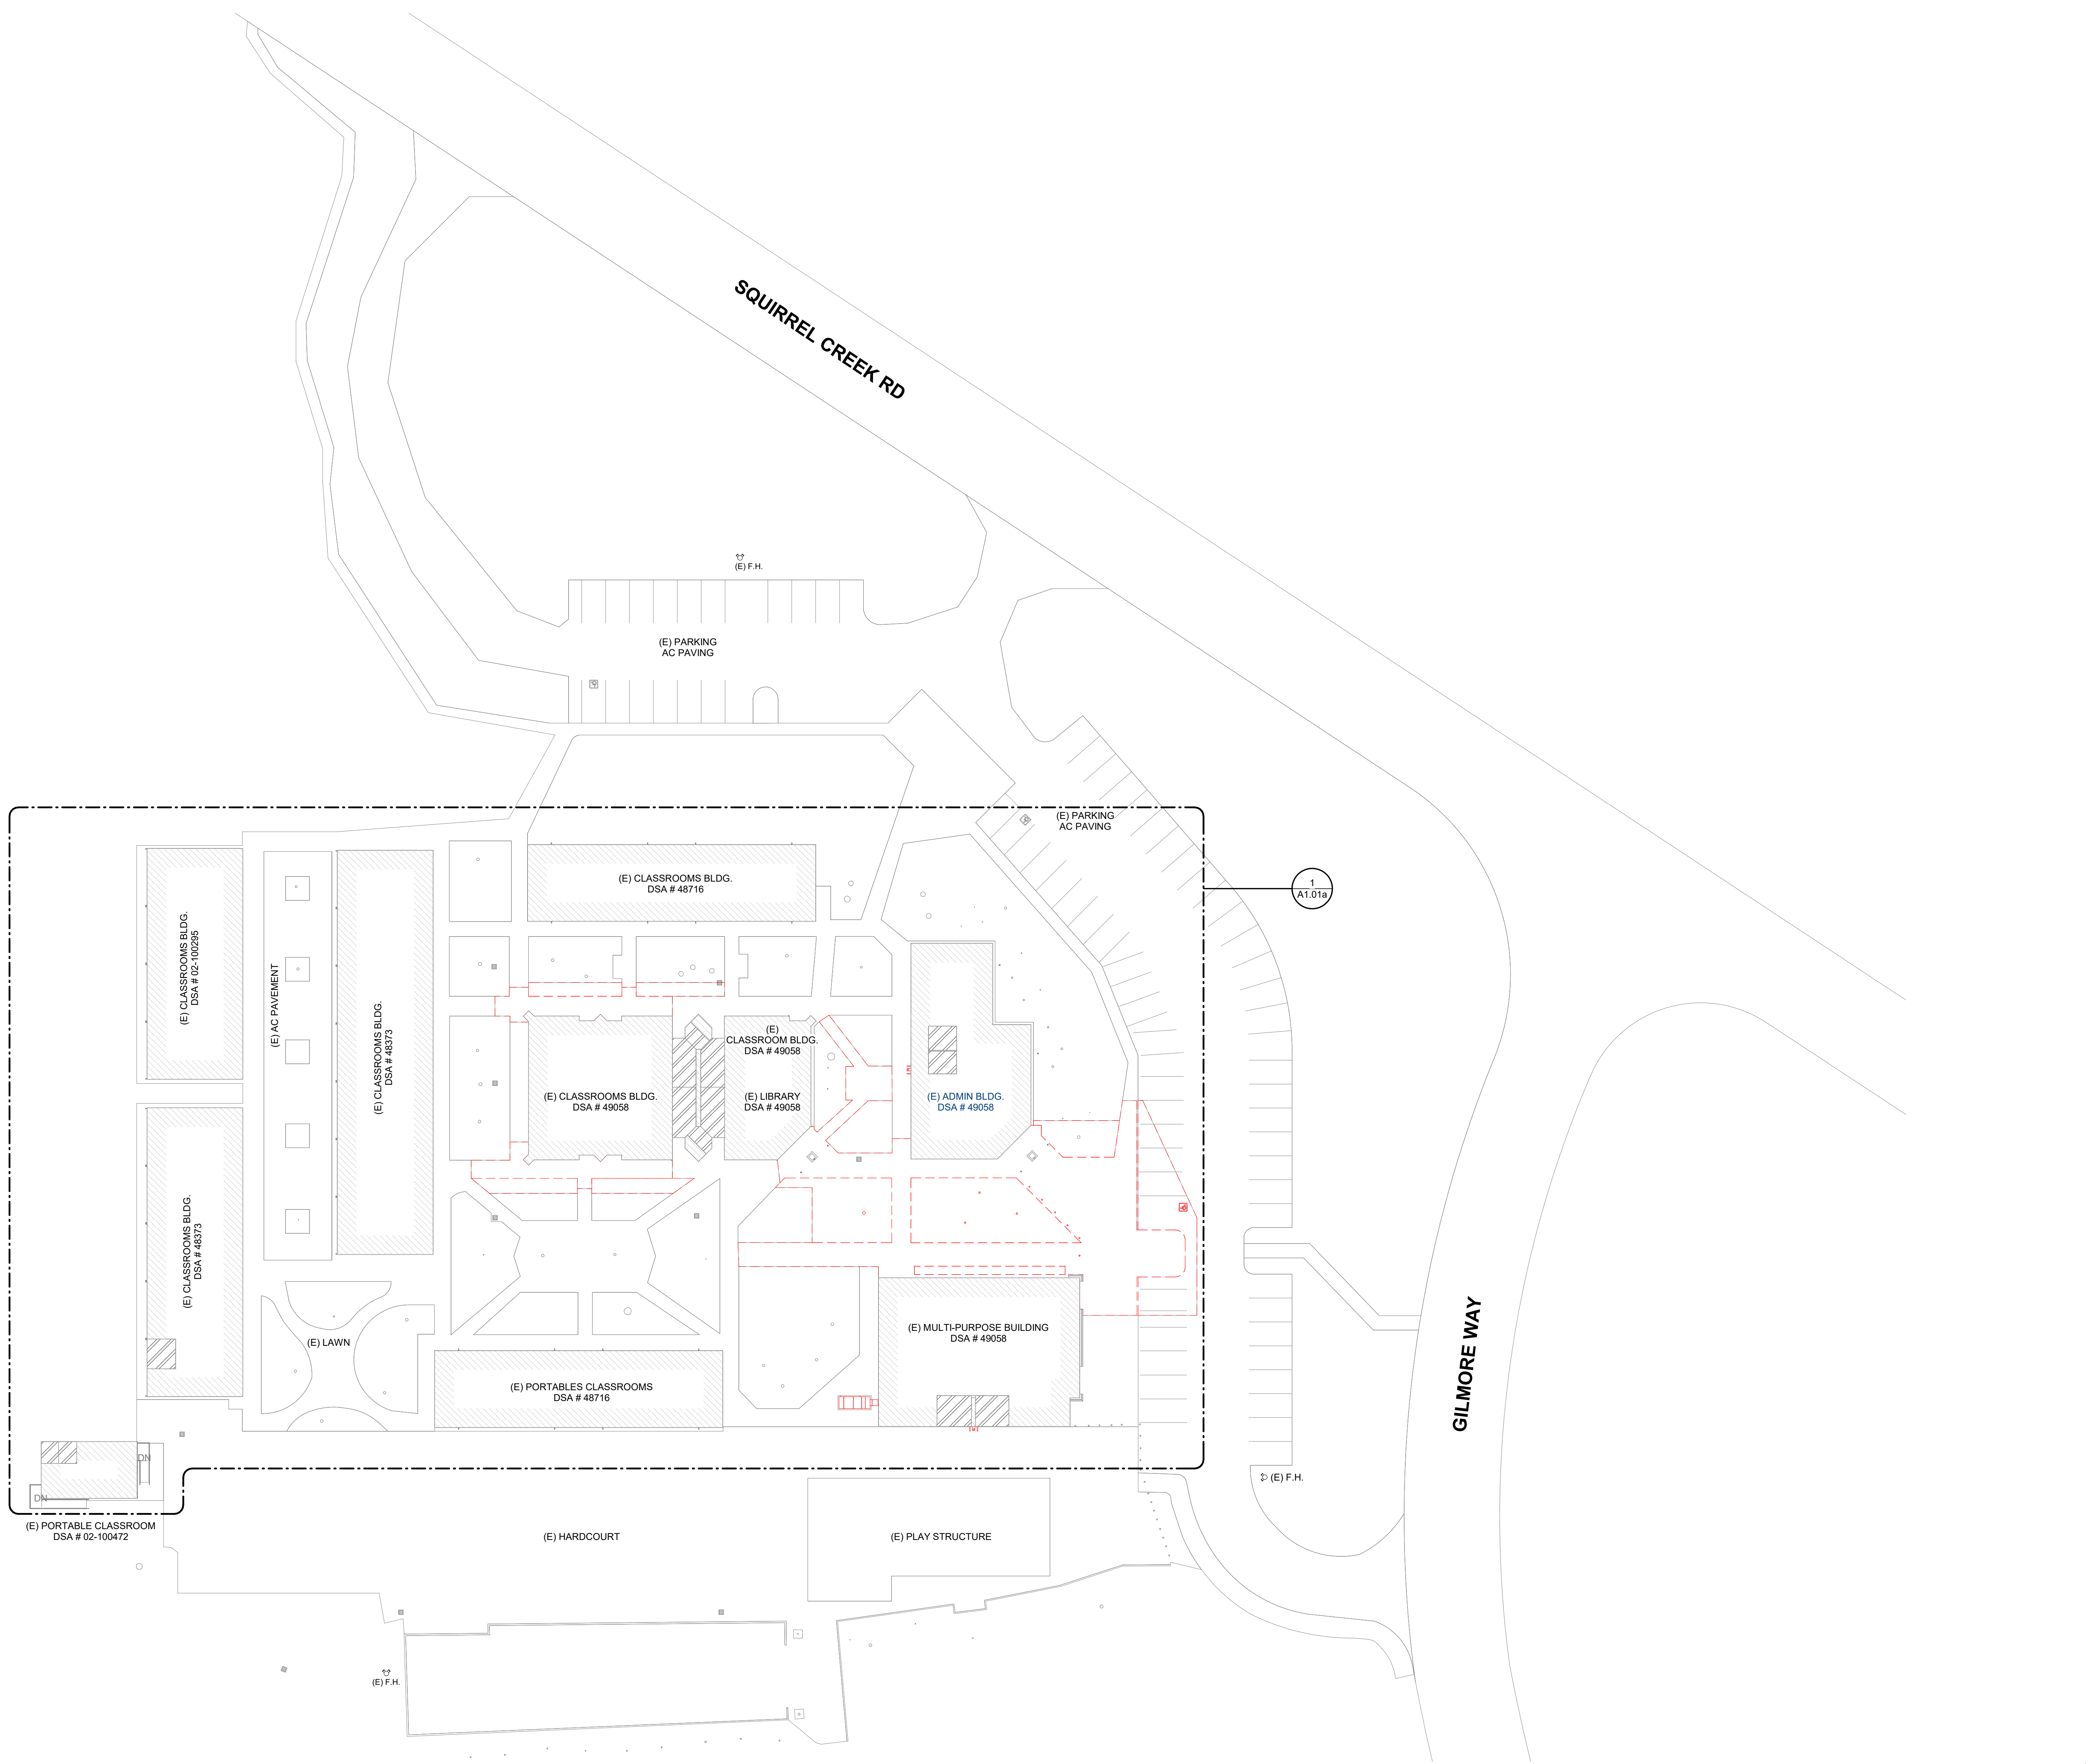 SQUIRREL CREEK RD
(E) F.H.
(E) PARKING
AC PAVING
(E) PARKING
AC PAVING
1
A1.01a
(E) CLASSROOMS BLDG.
DSA # 48716
(E) CLASSROOMS BLDG.
DSA # 02-100295
(E) AC PAVEMENT
(E) CLASSROOMS BLDG.
DSA # 48373
(E)
CLASSROOM BLDG.
DSA # 49058
(E) CLASSROOMS BLDG.
DSA # 49058
(E) LIBRARY
DSA # 49058
(E) ADMIN BLDG.
DSA # 49058
(E) CLASSROOMS BLDG.
DSA # 48373
(E) LAWN
(E) MULTI-PURPOSE BUILDING
DSA # 49058
GILMORE WAY
(E) PORTABLES CLASSROOMS
DSA # 48716
DN
DN
(E) F.H.
(E) PORTABLE CLASSROOM
DSA # 02-100472
(E) HARDCOURT
(E) PLAY STRUCTURE
(E) F.H.